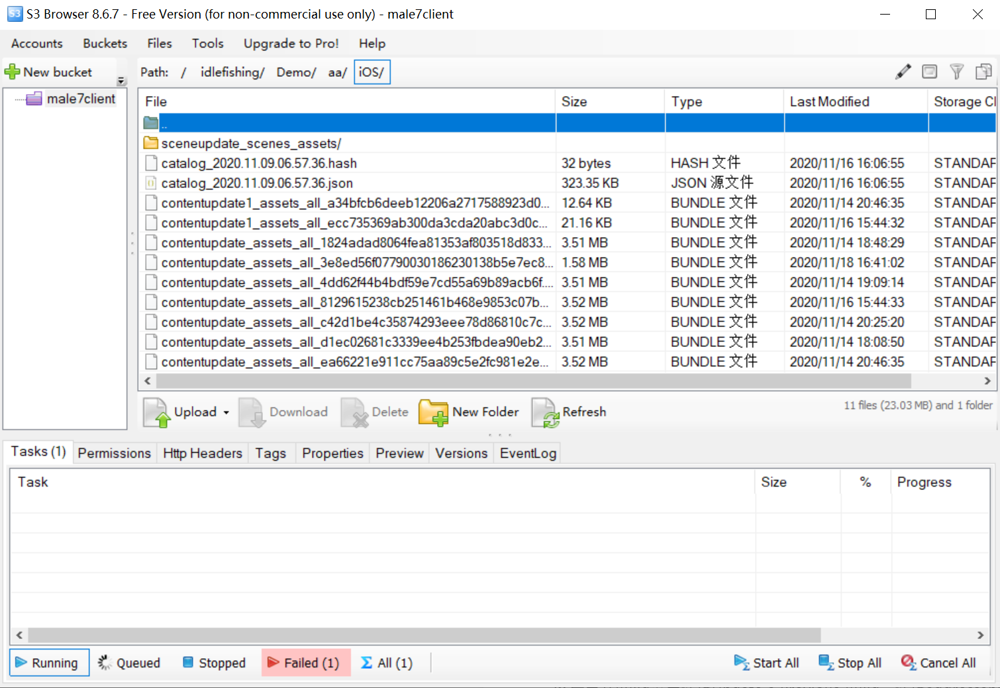 S3 Browser 8.6.7 - Free Version (for non-commercial use only) - male7client
Accounts Buckets Files Tools Upgrade to Pro! Help
New bucket Path: / idlefishing/ Demo/ aa/ iOS/
male7client
File Size Type Last Modified Storage Cl
..
sceneupdate_scenes_assets/
catalog_2020.11.09.06.57.36.hash 32 bytes HASH 文件 2020/11/16 16:06:55 STANDAR
catalog_2020.11.09.06.57.36.json 323.35 KB JSON 源文件 2020/11/16 16:06:55 STANDAR
contentupdate1_assets_all_a34bfcb6deeb12206a2717588923d0... 12.64 KB BUNDLE 文件 2020/11/14 20:46:35 STANDAR
contentupdate1_assets_all_ecc735369ab300da3cda20abc3d0c... 21.16 KB BUNDLE 文件 2020/11/16 15:44:32 STANDAR
contentupdate_assets_all_1824adad8064fea81353af803518d833... 3.51 MB BUNDLE 文件 2020/11/14 18:48:29 STANDAR
contentupdate_assets_all_3e8ed56f07790030186230138b5e7ec8... 1.58 MB BUNDLE 文件 2020/11/18 16:41:02 STANDAR
contentupdate_assets_all_4dd62f44b4bdf59e7cd55a69b89acb6f.... 3.51 MB BUNDLE 文件 2020/11/14 19:09:14 STANDAR
contentupdate_assets_all_8129615238cb251461b468e9853c07b... 3.52 MB BUNDLE 文件 2020/11/16 15:44:33 STANDAR
contentupdate_assets_all_c42d1be4c35874293eee78d86810c7c... 3.52 MB BUNDLE 文件 2020/11/14 20:25:20 STANDAR
contentupdate_assets_all_d1ec02681c3339ee4b253fbdea90eb2... 3.51 MB BUNDLE 文件 2020/11/14 18:08:50 STANDAR
contentupdate_assets_all_ea66221e911cc75aa89c5e2fc981e2e... 3.52 MB BUNDLE 文件 2020/11/14 20:46:35 STANDAR
Upload Download Delete New Folder Refresh 11 files (23.03 MB) and 1 folder
Tasks (1) Permissions Http Headers Tags Properties Preview Versions EventLog
Task Size % Progress
Running Queued Stopped Failed (1) All (1) Start All Stop All Cancel All